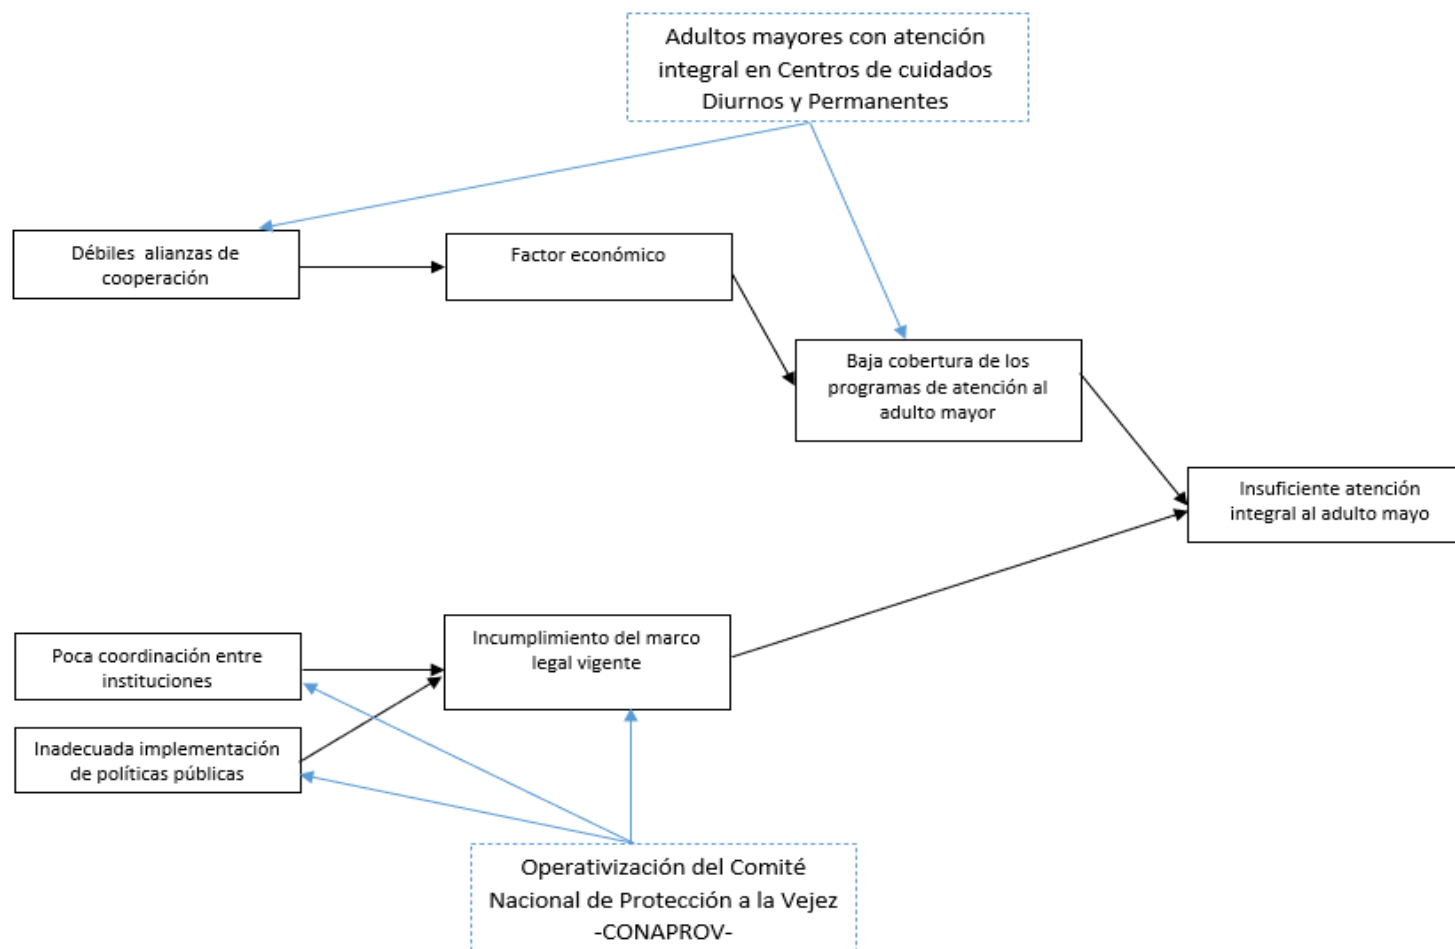 Adultos mayores con atención
integral en Centros de cuidados
Diurnos y Permanentes
Débiles alianzas de
cooperación
Factor económico
Baja cobertura de los
programas de atención al
adulto mayor
Insuficiente atención
integral al adulto mayo
Poca coordinación entre
instituciones
Incumplimiento del marco
legal vigente
Inadecuada implementación
de políticas públicas
Operativización del Comité
Nacional de Protección a la Vejez
-CONAPROV-